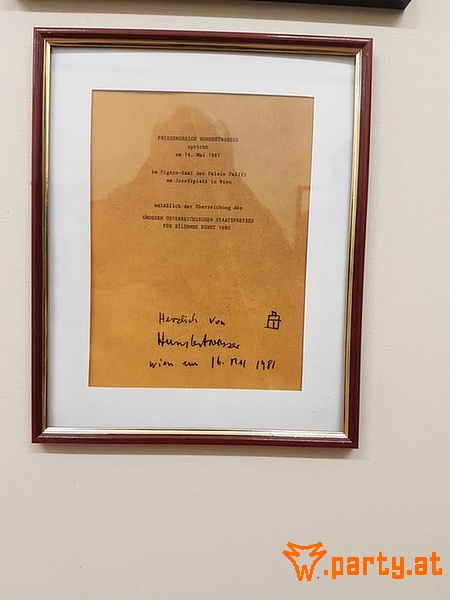 FRIEDENSREICH HUNDERTWASSER
spricht
am 14. Mai 1981
im Figaro-Saal des Palais Palffy
am Josefsplatz in Wien
anläßlich der Überreichung des
GROSSEN ÖSTERREICHISCHEN STAATSPREISES
FÜR BILDENDE KUNST 1980
Herzlich von
Hundertwasser
Wien am 16. MAI 1981
party.at